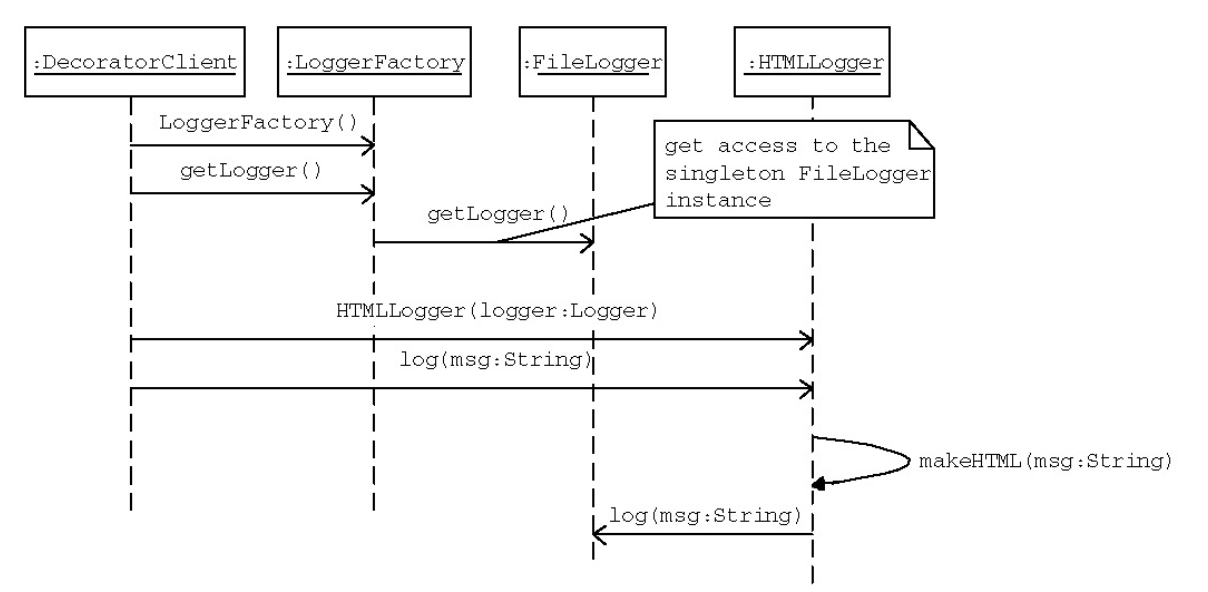 :DecoratorClient
:LoggerFactory
:FileLogger
:HTMLLogger
LoggerFactory()
get access to the
singleton FileLogger
instance
getLogger()
getLogger()
HTMLLogger(logger:Logger)
log(msg:String)
makeHTML(msg:String)
log(msg:String)